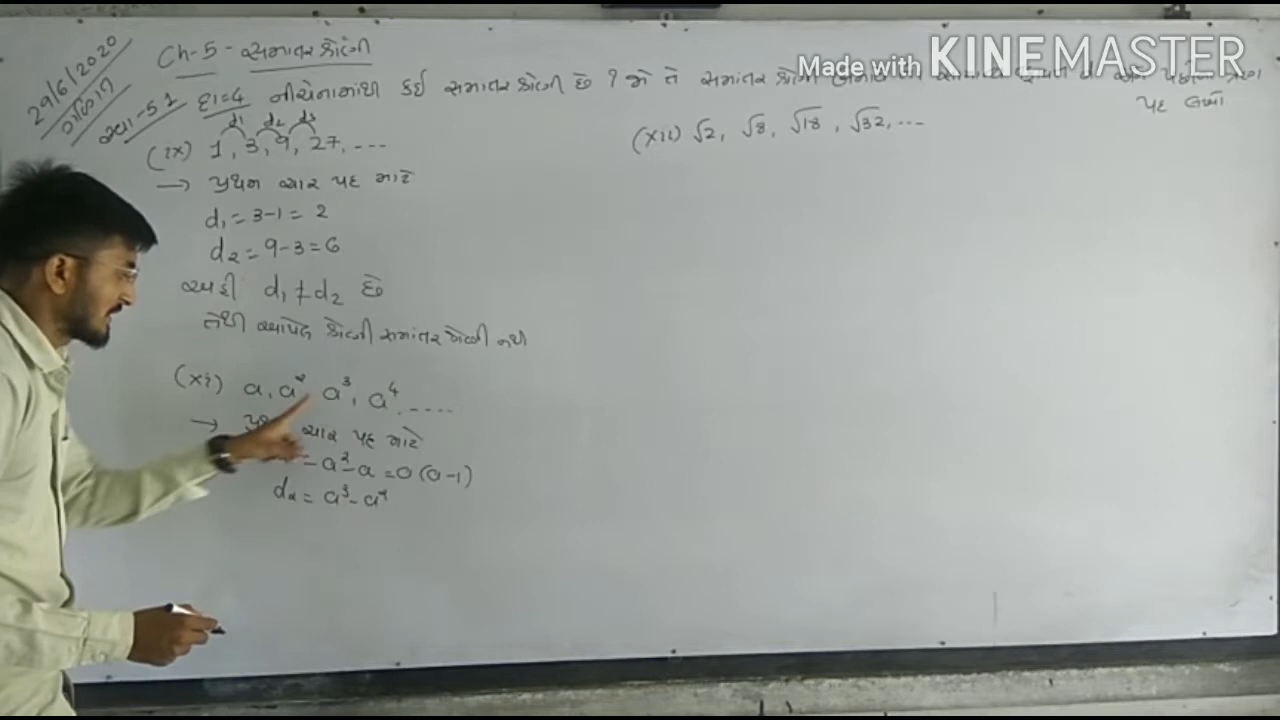 Made with KINEMASTER
29/6/2020
ગણિત
સ્વા-5.1
Ch-5 - સમાંતર શ્રેણી
દા=4 નીચેનામાંથી કઈ સમાંતર શ્રેણી છે ? જો તે સમાંતર શ્રેણી
પદ લખો
d1 d2 d3
(ix) 1, 3, 9, 27, ....
→ પ્રથમ ચાર પદ માટે
d1 = 3-1 = 2
d2 = 9-3 = 6
અહી d1 ≠ d2 છે
તેથી આપેલ શ્રેણી સમાંતર શ્રેણી નથી
(xi) a, a² a³, a⁴, ....
→ ચાર પદ માટે
= a² - a = a (a-1)
d2 = a³ - a²
(xii) √2, √8, √18, √32, ...